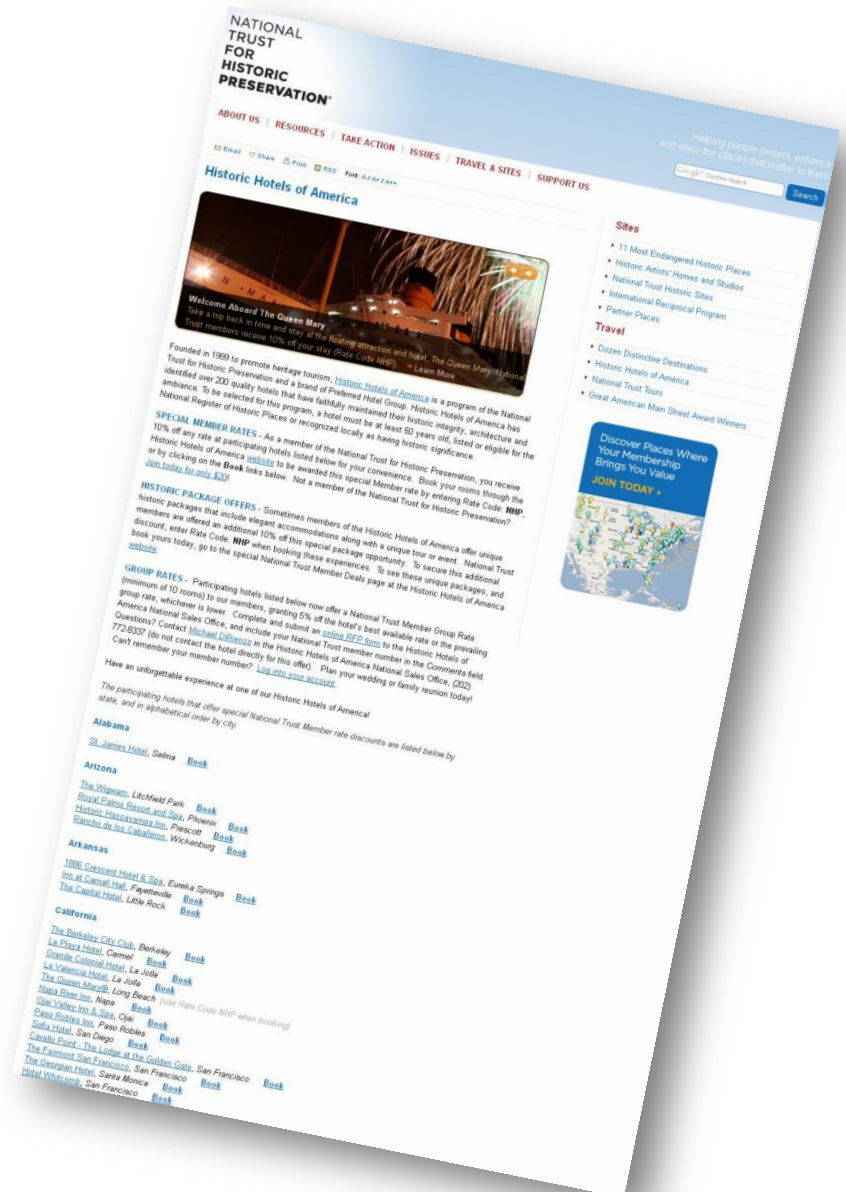 NATIONAL
TRUST
FOR
HISTORIC
PRESERVATION®
Helping people protect, enhance
and enjoy the places that matter to them
ABOUT US | RESOURCES | TAKE ACTION | ISSUES | TRAVEL & SITES | SUPPORT US
Google™ Custom Search Search
Email Share Print RSS Font: A / A+ / A++
Historic Hotels of America
Welcome Aboard The Queen Mary
Take a trip back in time and stay at the floating attraction and hotel, The Queen Mary. National
Trust members receive 10% off your stay (Rate Code NHP). → Learn More
Founded in 1989 to promote heritage tourism, Historic Hotels of America is a program of the National
Trust for Historic Preservation and a brand of Preferred Hotel Group. Historic Hotels of America has
identified over 200 quality hotels that have faithfully maintained their historic integrity, architecture and
ambiance. To be selected for this program, a hotel must be at least 50 years old, listed or eligible for the
National Register of Historic Places or recognized locally as having historic significance.
SPECIAL MEMBER RATES - As a member of the National Trust for Historic Preservation, you receive
10% off any rate at participating hotels listed below for your convenience. Book your rooms through the
Historic Hotels of America website to be awarded this special Member rate by entering Rate Code: NHP,
or by clicking on the Book links below. Not a member of the National Trust for Historic Preservation?
Join today for only $20!
HISTORIC PACKAGE OFFERS - Sometimes members of the Historic Hotels of America offer unique
historic packages that include elegant accommodations along with a unique tour or event. National Trust
members are offered an additional 10% off this special package opportunity. To secure this additional
discount, enter Rate Code: NHP when booking these experiences. To see these unique packages, and
book yours today, go to the special National Trust Member Deals page at the Historic Hotels of America
website.
GROUP RATES - Participating hotels listed below now offer a National Trust Member Group Rate
(minimum of 10 rooms) to our members, granting 5% off the hotel's best available rate or the prevailing
group rate, whichever is lower. Complete and submit an online RFP form to the Historic Hotels of
America National Sales Office, and include your National Trust member number in the Comments field.
Questions? Contact Michael DiRienzo in the Historic Hotels of America National Sales Office, (202)
772-8337 (do not contact the hotel directly for this offer). Plan your wedding or family reunion today!
Can't remember your member number? Log into your account.
Have an unforgettable experience at one of our Historic Hotels of America!
The participating hotels that offer special National Trust Member rate discounts are listed below by
state, and in alphabetical order by city.
Alabama
St. James Hotel, Selma Book
Arizona
The Wigwam, Litchfield Park Book
Royal Palms Resort and Spa, Phoenix Book
Historic Hassayampa Inn, Prescott Book
Rancho de los Caballeros, Wickenburg Book
Arkansas
1886 Crescent Hotel & Spa, Eureka Springs Book
Inn at Carnall Hall, Fayetteville Book
The Capital Hotel, Little Rock Book
California
The Berkeley City Club, Berkeley Book
La Playa Hotel, Carmel Book
Grande Colonial Hotel, La Jolla Book
La Valencia Hotel, La Jolla Book
The Queen Mary®, Long Beach (use Rate Code NHP when booking)
Napa River Inn, Napa Book
Ojai Valley Inn & Spa, Ojai Book
Paso Robles Inn, Paso Robles Book
Sofia Hotel, San Diego Book
Cavallo Point - The Lodge at the Golden Gate, San Francisco Book
The Fairmont San Francisco, San Francisco Book
The Georgian Hotel, Santa Monica Book
Hotel Whitcomb, San Francisco Book
Sites
11 Most Endangered Historic Places
Historic Artists' Homes and Studios
National Trust Historic Sites
International Reciprocal Program
Partner Places
Travel
Dozen Distinctive Destinations
Historic Hotels of America
National Trust Tours
Great American Main Street Award Winners
Discover Places Where
Your Membership
Brings You Value
JOIN TODAY